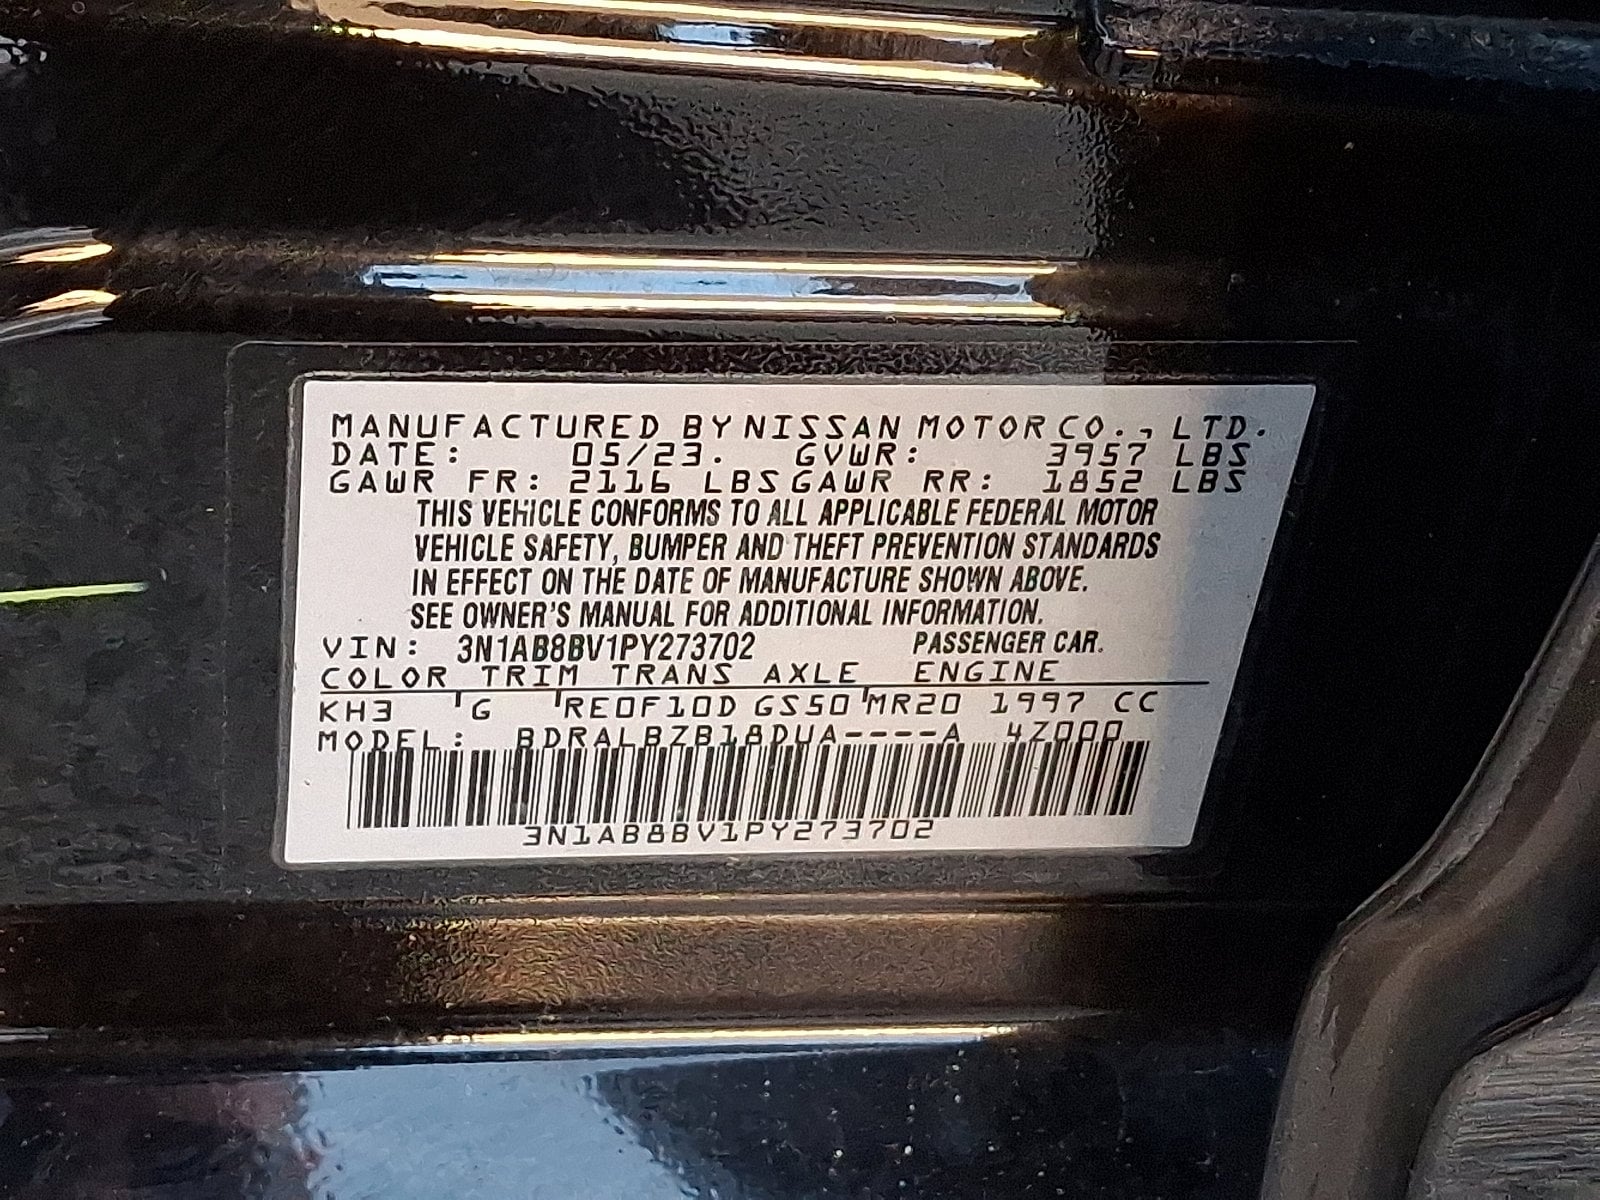 MANUFACTURED BY NISSAN MOTOR CO., LTD.
DATE: 05/23. GVWR: 3957 LBS
GAWR FR: 2116 LBS GAWR RR: 1852 LBS
THIS VEHICLE CONFORMS TO ALL APPLICABLE FEDERAL MOTOR
VEHICLE SAFETY, BUMPER AND THEFT PREVENTION STANDARDS
IN EFFECT ON THE DATE OF MANUFACTURE SHOWN ABOVE.
SEE OWNER'S MANUAL FOR ADDITIONAL INFORMATION.
VIN: 3N1AB8BV1PY273702 PASSENGER CAR.
COLOR TRIM TRANS AXLE ENGINE
KH3 G RE0F10D GS50 MR20 1997 CC
MODEL: BDRALBZB18DUA----A 4Z000
3N1AB8BV1PY273702